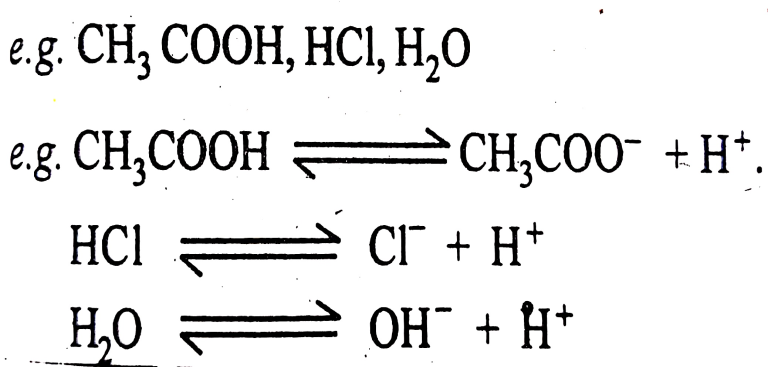 e.g. CH₃ COOH, HCl, H₂O
e.g. CH₃COOH ⇌ CH₃COO⁻ + H⁺.
HCl ⇌ Cl⁻ + H⁺
H₂O ⇌ OH⁻ + H⁺